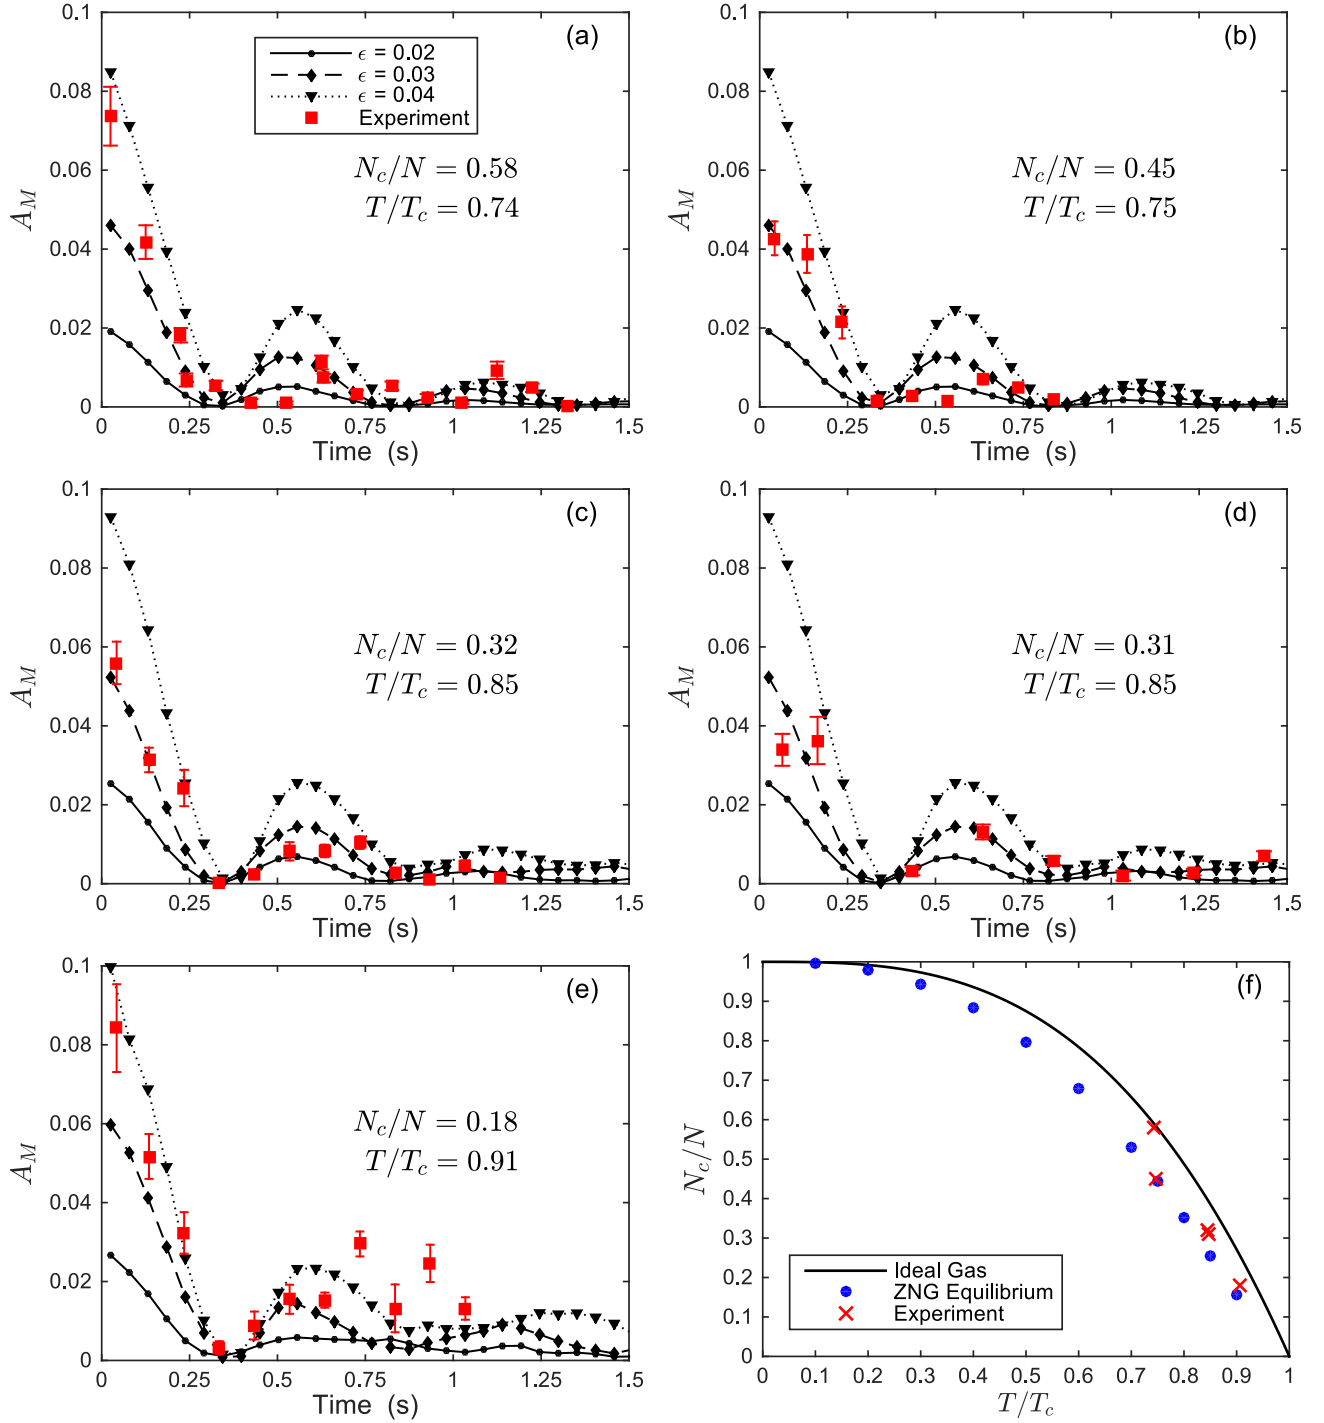 0.1
0.08
0.06
0.04
0.02
0
A_M
(a)
ϵ = 0.02
ϵ = 0.03
ϵ = 0.04
Experiment
N_c/N = 0.58
T/T_c = 0.74
0 0.25 0.5 0.75 1 1.25 1.5
Time (s)
0.1
0.08
0.06
0.04
0.02
0
A_M
(b)
N_c/N = 0.45
T/T_c = 0.75
0 0.25 0.5 0.75 1 1.25 1.5
Time (s)
0.1
0.08
0.06
0.04
0.02
0
A_M
(c)
N_c/N = 0.32
T/T_c = 0.85
0 0.25 0.5 0.75 1 1.25 1.5
Time (s)
0.1
0.08
0.06
0.04
0.02
0
A_M
(d)
N_c/N = 0.31
T/T_c = 0.85
0 0.25 0.5 0.75 1 1.25 1.5
Time (s)
0.1
0.08
0.06
0.04
0.02
0
A_M
(e)
N_c/N = 0.18
T/T_c = 0.91
0 0.25 0.5 0.75 1 1.25 1.5
Time (s)
1
0.9
0.8
0.7
0.6
0.5
0.4
0.3
0.2
0.1
0
N_c/N
(f)
Ideal Gas
ZNG Equilibrium
Experiment
0 0.1 0.2 0.3 0.4 0.5 0.6 0.7 0.8 0.9 1
T/T_c